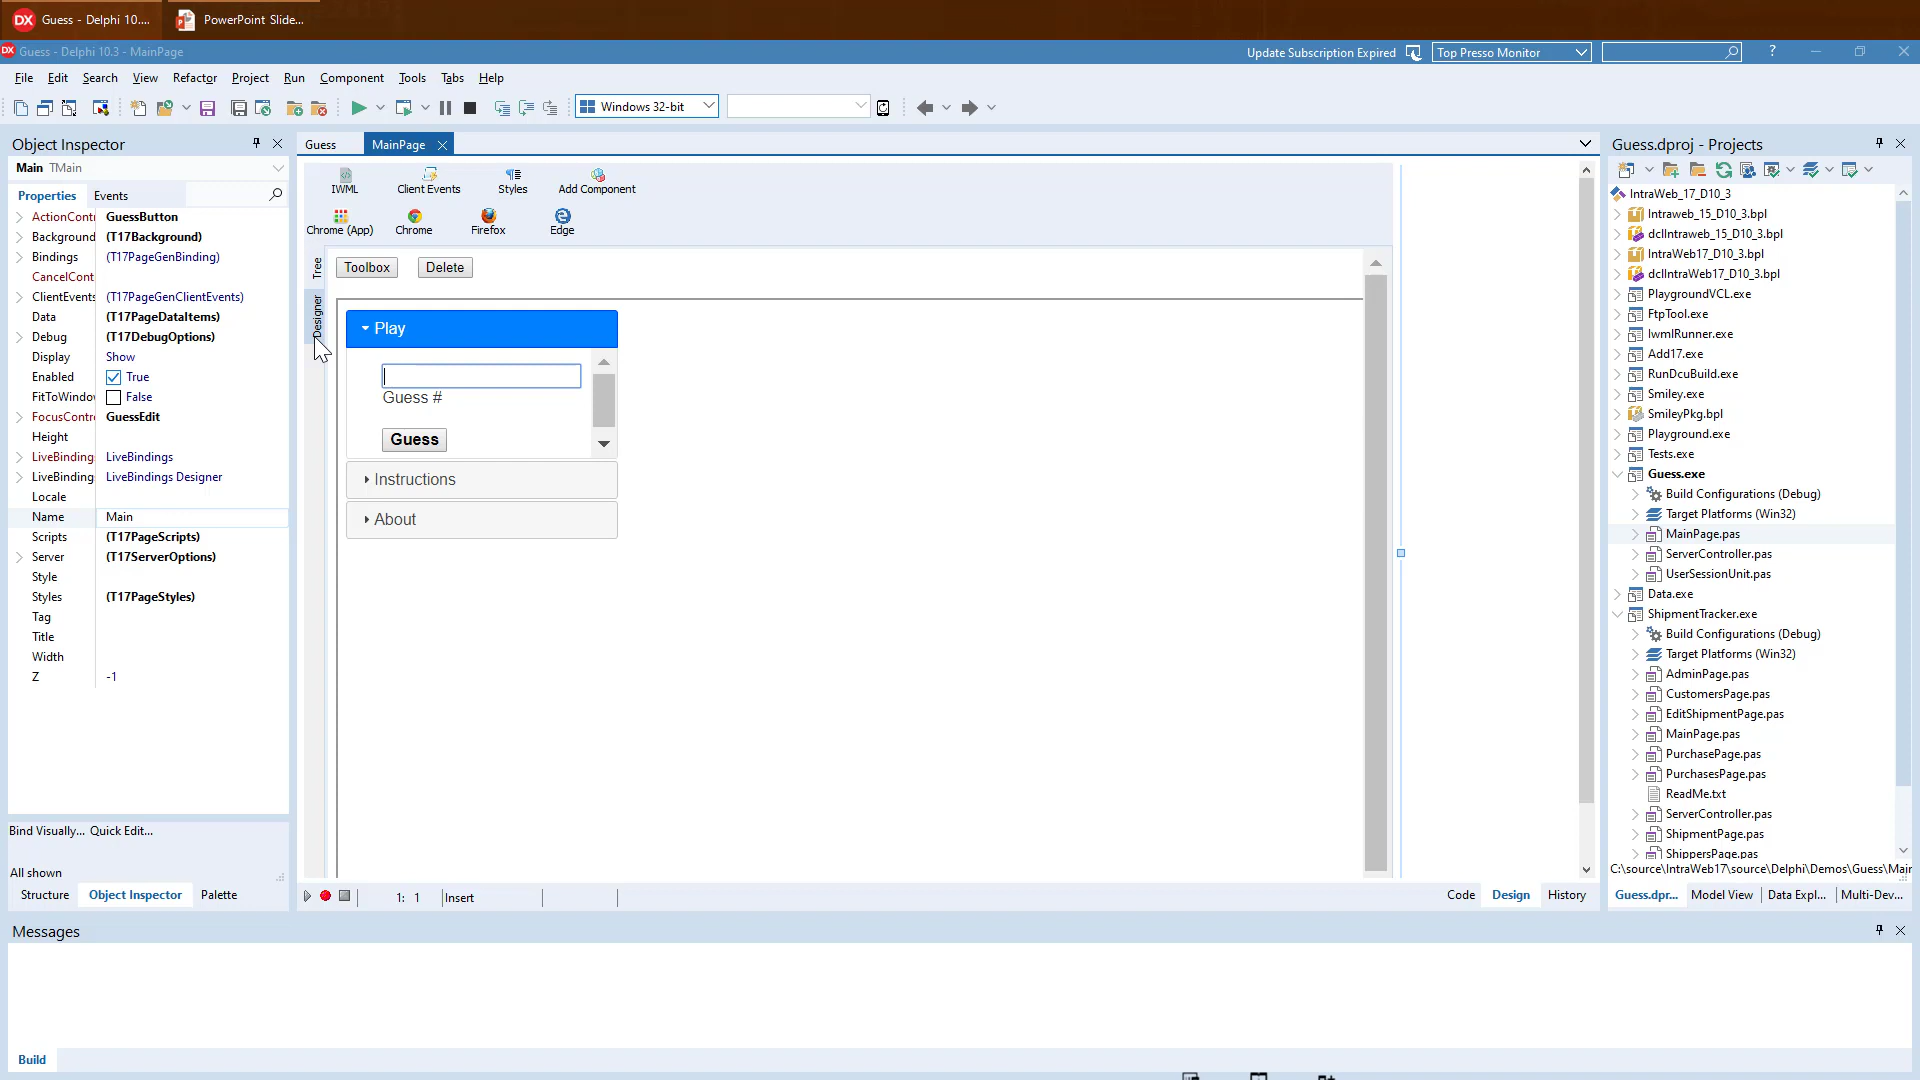 Guess - Delphi 10....
PowerPoint Slide...
Guess - Delphi 10.3 - MainPage
Update Subscription Expired
Top Presso Monitor
?
File Edit Search View Refactor Project Run Component Tools Tabs Help
Windows 32-bit
Object Inspector
Main TMain
Properties
Events
ActionContr GuessButton
Background (T17Background)
Bindings (T17PageGenBinding)
CancelCont
ClientEvents (T17PageGenClientEvents)
Data (T17PageDataItems)
Debug (T17DebugOptions)
Display Show
Enabled True
FitToWindow False
FocusContr GuessEdit
Height
LiveBinding LiveBindings
LiveBinding LiveBindings Designer
Locale
Name Main
Scripts (T17PageScripts)
Server (T17ServerOptions)
Style
Styles (T17PageStyles)
Tag
Title
Width
Z -1
Bind Visually... Quick Edit...
All shown
Structure
Object Inspector
Palette
Guess
MainPage
IWML
Client Events
Styles
Add Component
Chrome (App)
Chrome
Firefox
Edge
Tree
Designer
Toolbox
Delete
Play
Guess #
Guess
Instructions
About
1: 1
Insert
Code
Design
History
Guess.dproj - Projects
IntraWeb_17_D10_3
Intraweb_15_D10_3.bpl
dclIntraweb_15_D10_3.bpl
IntraWeb17_D10_3.bpl
dclIntraWeb17_D10_3.bpl
PlaygroundVCL.exe
FtpTool.exe
IwmlRunner.exe
Add17.exe
RunDcuBuild.exe
Smiley.exe
SmileyPkg.bpl
Playground.exe
Tests.exe
Guess.exe
Build Configurations (Debug)
Target Platforms (Win32)
MainPage.pas
ServerController.pas
UserSessionUnit.pas
Data.exe
ShipmentTracker.exe
Build Configurations (Debug)
Target Platforms (Win32)
AdminPage.pas
CustomersPage.pas
EditShipmentPage.pas
MainPage.pas
PurchasePage.pas
PurchasesPage.pas
ReadMe.txt
ServerController.pas
ShipmentPage.pas
ShippersPage.pas
C:\source\IntraWeb17\source\Delphi\Demos\Guess\Mair
Guess.dpr...
Model View
Data Expl...
Multi-Dev...
Messages
Build